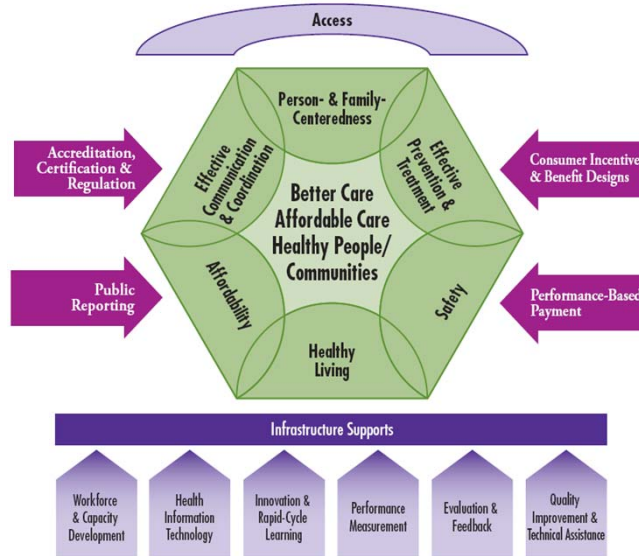 Access
Person- & Family-
Centeredness
Effective
Communication
& Coordination
Effective
Prevention &
Treatment
Accreditation,
Certification &
Regulation
Consumer Incentives
& Benefit Designs
Better Care
Affordable Care
Healthy People/
Communities
Public
Reporting
Affordability
Safety
Performance-Based
Payment
Healthy
Living
Infrastructure Supports
Workforce
& Capacity
Development
Health
Information
Technology
Innovation &
Rapid-Cycle
Learning
Performance
Measurement
Evaluation &
Feedback
Quality
Improvement &
Technical Assistance